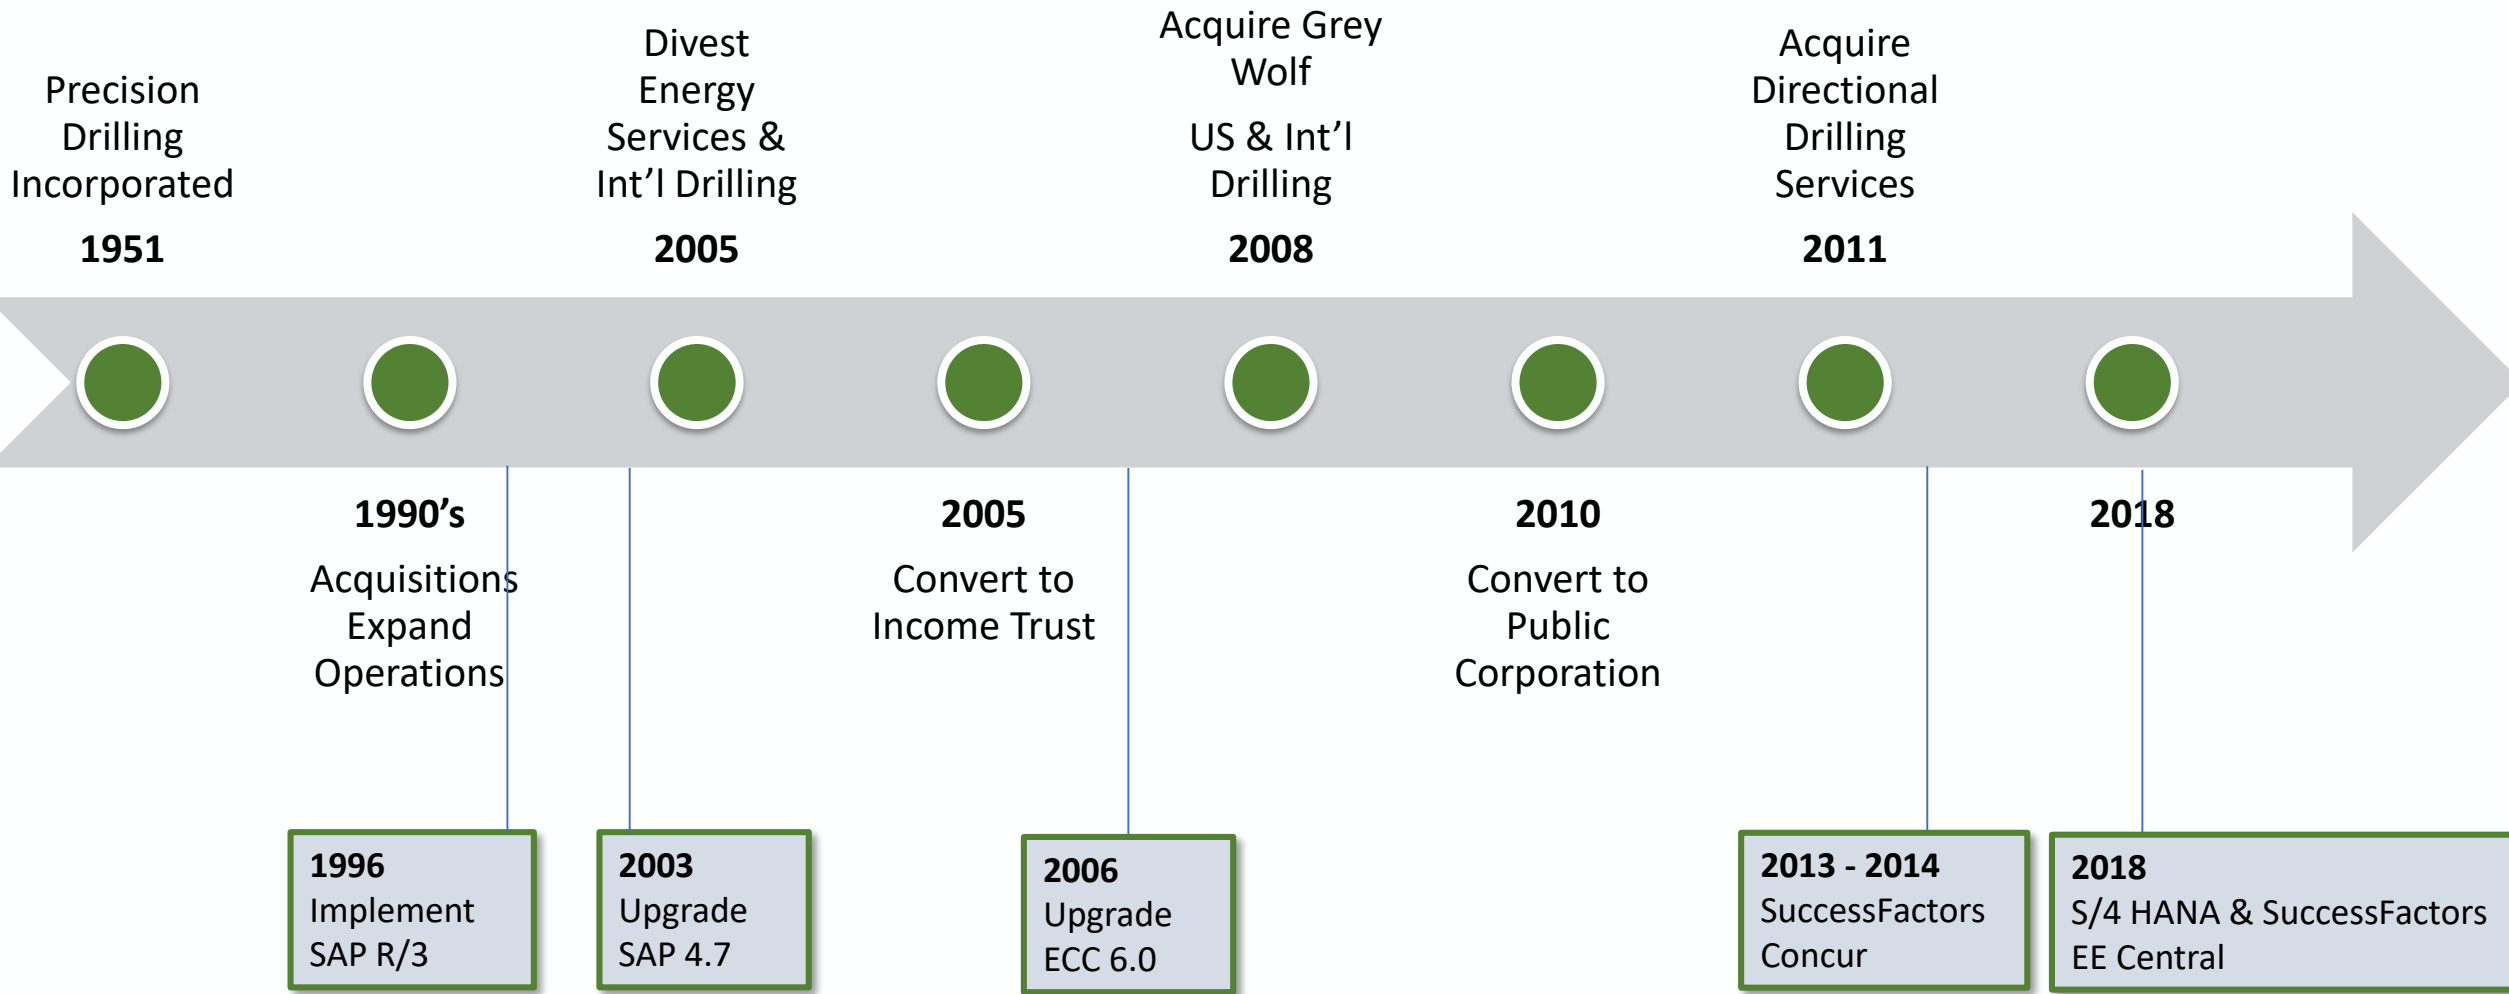 Precision
Drilling
Incorporated
1951
Divest
Energy
Services &
Int’l Drilling
2005
Acquire Grey
Wolf
US & Int’l
Drilling
2008
Acquire
Directional
Drilling
Services
2011
1990’s
Acquisitions
Expand
Operations
2005
Convert to
Income Trust
2010
Convert to
Public
Corporation
2018
1996
Implement
SAP R/3
2003
Upgrade
SAP 4.7
2006
Upgrade
ECC 6.0
2013 - 2014
SuccessFactors
Concur
2018
S/4 HANA & SuccessFactors
EE Central